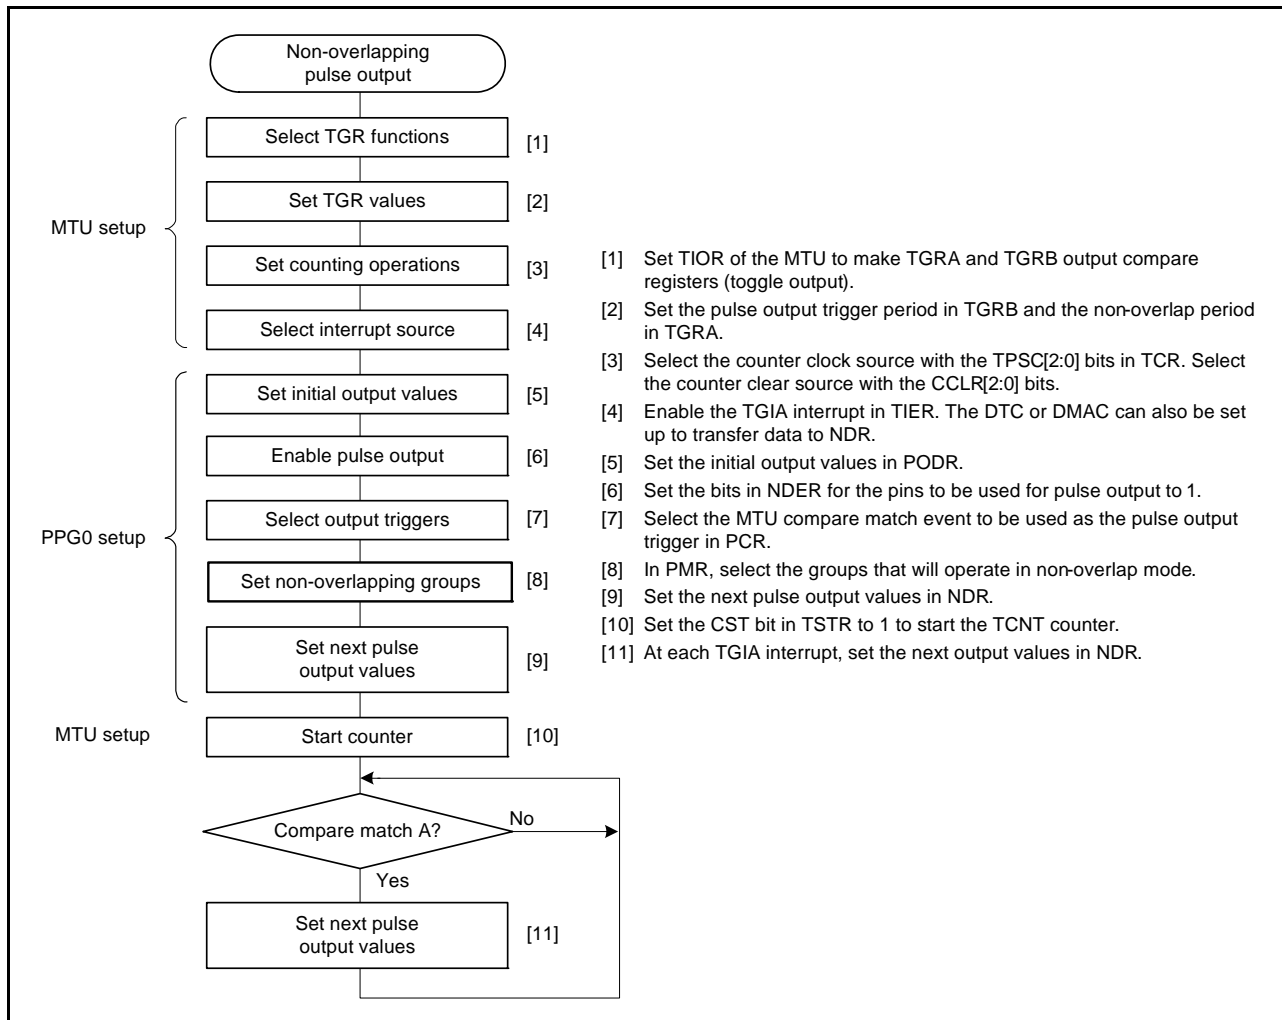 Non-overlapping
pulse output
Select TGR functions
[1]
Set TGR values
[2]
MTU setup
Set counting operations
[3]
Select interrupt source
[4]
Set initial output values
[5]
Enable pulse output
[6]
Select output triggers
[7]
PPG0 setup
Set non-overlapping groups
[8]
Set next pulse
output values
[9]
MTU setup
Start counter
[10]
Compare match A?
No
Yes
Set next pulse
output values
[11]
[1] Set TIOR of the MTU to make TGRA and TGRB output compare
registers (toggle output).
[2] Set the pulse output trigger period in TGRB and the non-overlap period
in TGRA.
[3] Select the counter clock source with the TPSC[2:0] bits in TCR. Select
the counter clear source with the CCLR[2:0] bits.
[4] Enable the TGIA interrupt in TIER. The DTC or DMAC can also be set
up to transfer data to NDR.
[5] Set the initial output values in PODR.
[6] Set the bits in NDER for the pins to be used for pulse output to 1.
[7] Select the MTU compare match event to be used as the pulse output
trigger in PCR.
[8] In PMR, select the groups that will operate in non-overlap mode.
[9] Set the next pulse output values in NDR.
[10] Set the CST bit in TSTR to 1 to start the TCNT counter.
[11] At each TGIA interrupt, set the next output values in NDR.